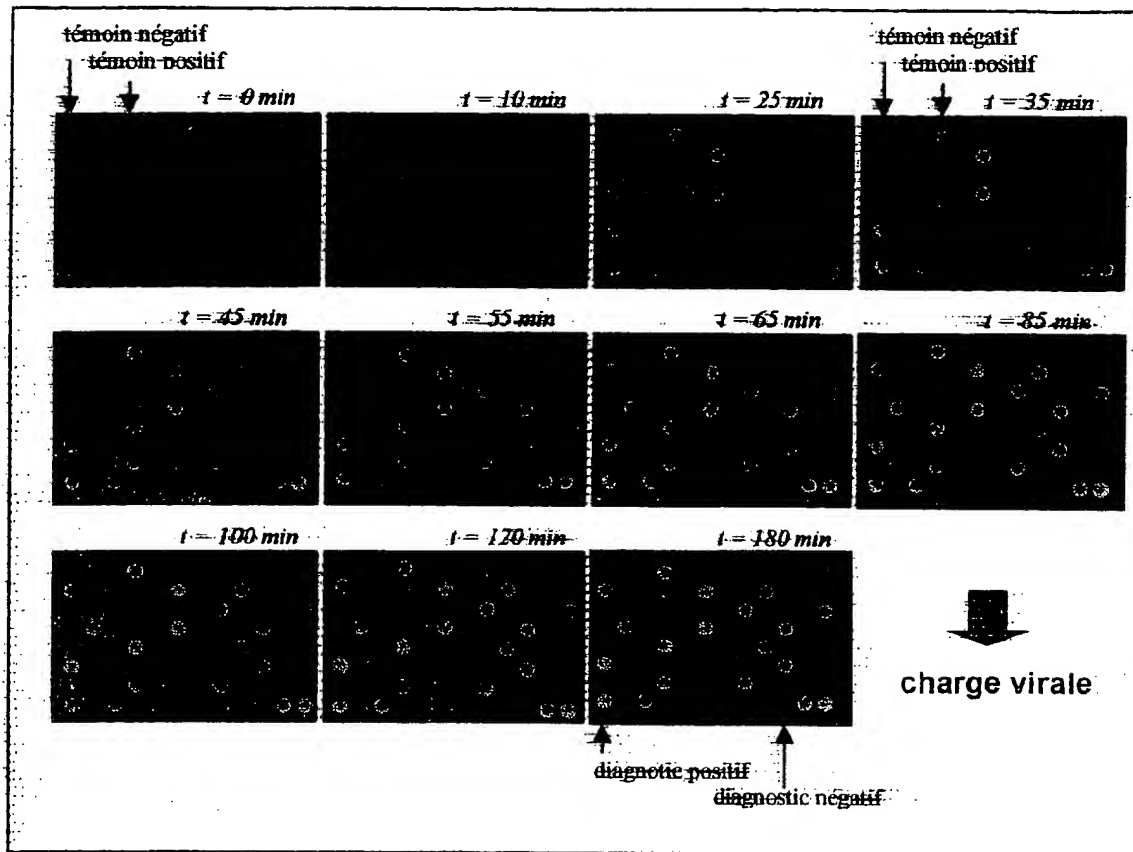 témoin négatif
témoin positif
témoin négatif
témoin positif
t = 0 min
t = 10 min
t = 25 min
t = 35 min
t = 45 min
t = 55 min
t = 65 min
t = 85 min
t = 100 min
t = 120 min
t = 180 min
charge virale
diagnotic positif
diagnostic négatif